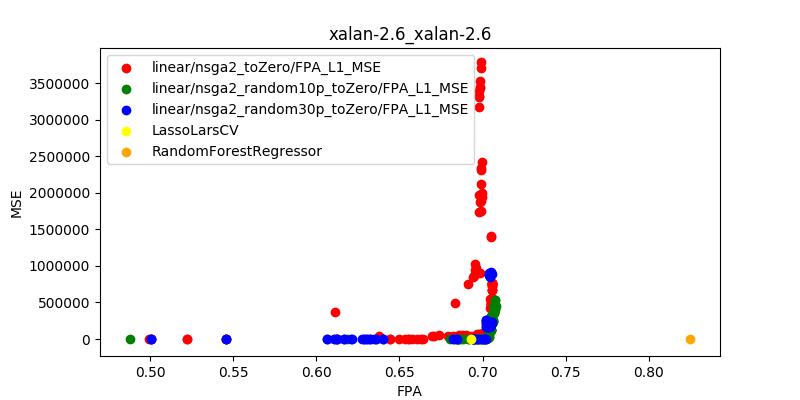 xalan-2.6_xalan-2.6
linear/nsga2_toZero/FPA_L1_MSE
linear/nsga2_random10p_toZero/FPA_L1_MSE
linear/nsga2_random30p_toZero/FPA_L1_MSE
LassoLarsCV
RandomForestRegressor
3500000
3000000
2500000
2000000
1500000
1000000
500000
0
MSE
0.50 0.55 0.60 0.65 0.70 0.75 0.80
FPA